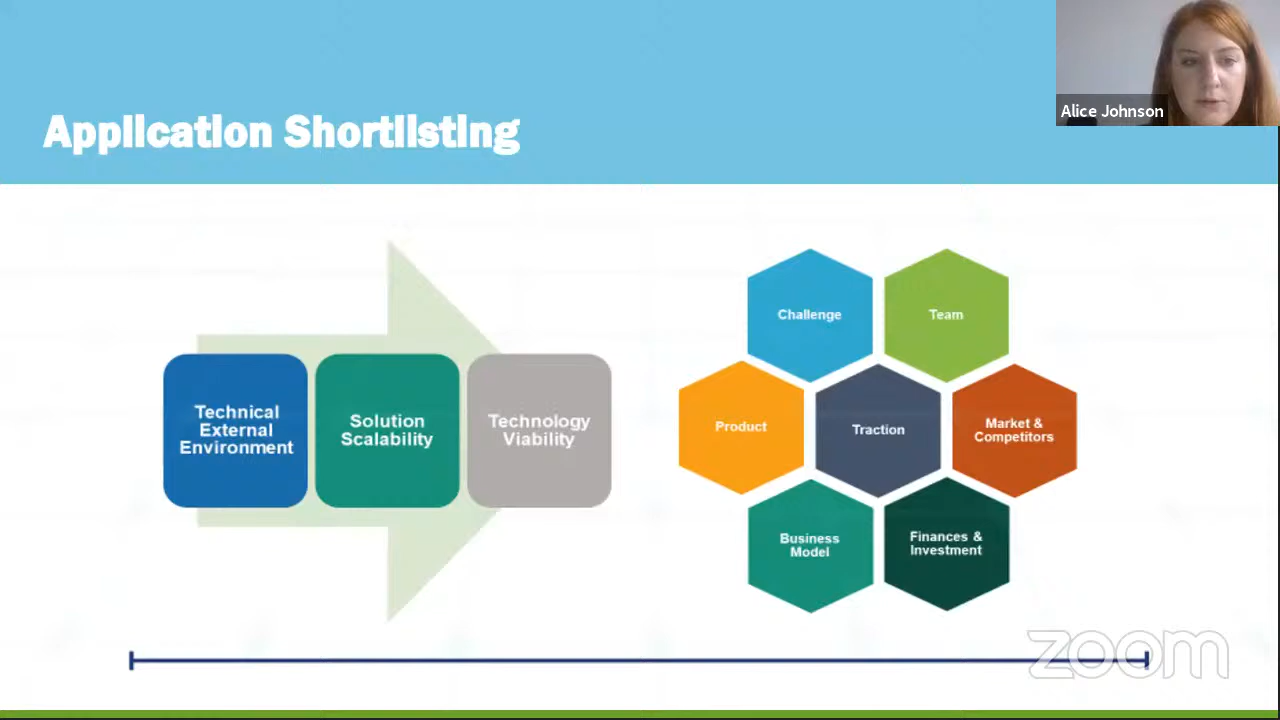 Alice Johnson
Application Shortlisting
Technical
External
Environment
Solution
Scalability
Technology
Viability
Challenge
Team
Product
Traction
Market &
Competitors
Business
Model
Finances &
Investment
zoom